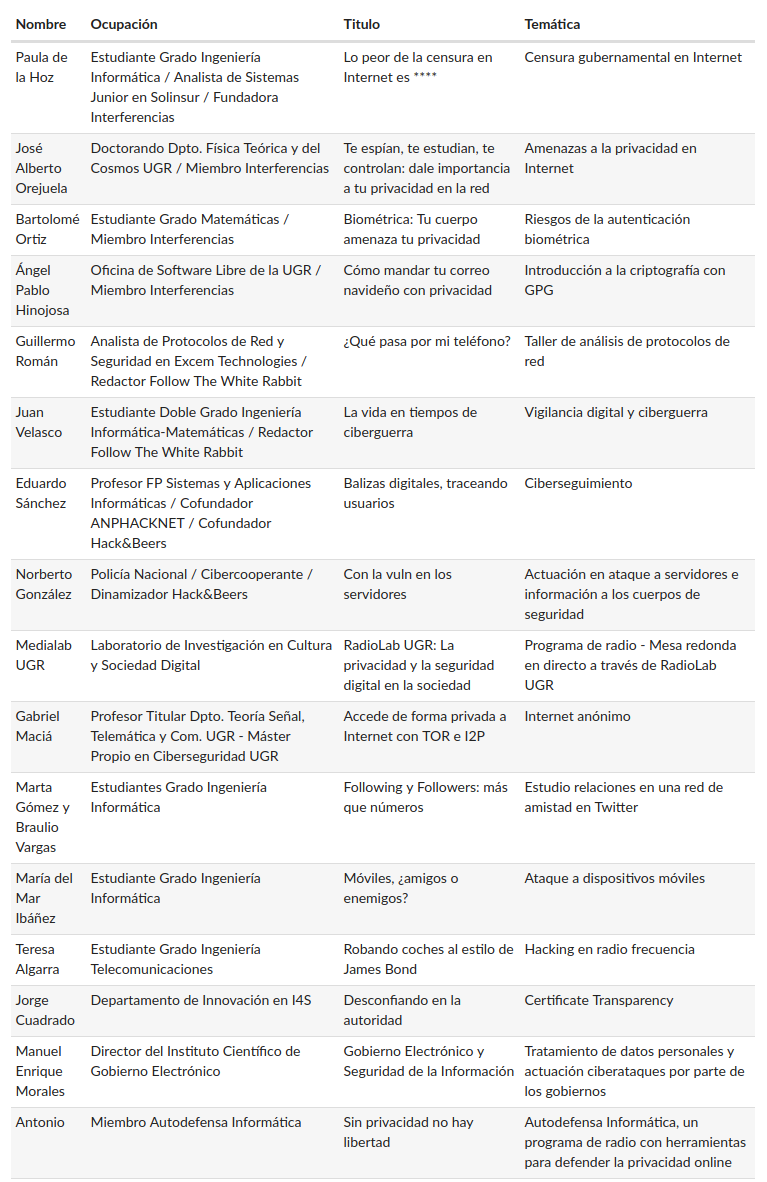 Nombre Ocupación Titulo Temática
Paula de Estudiante Grado Ingeniería Lo peor de la censura en Censura gubernamental en Internet
la Hoz Informática / Analista de Sistemas Internet es ****
Junior en Solinsur / Fundadora
Interferencias
José Doctorando Dpto. Física Teórica y del Te espían, te estudian, te Amenazas a la privacidad en
Alberto Cosmos UGR / Miembro Interferencias controlan: dale importancia Internet
Orejuela a tu privacidad en la red
Bartolomé Estudiante Grado Matemáticas / Biométrica: Tu cuerpo Riesgos de la autenticación
Ortiz Miembro Interferencias amenaza tu privacidad biométrica
Ángel Oficina de Software Libre de la UGR / Cómo mandar tu correo Introducción a la criptografía con
Pablo Miembro Interferencias navideño con privacidad GPG
Hinojosa
Guillermo Analista de Protocolos de Red y ¿Qué pasa por mi teléfono? Taller de análisis de protocolos de
Román Seguridad en Excem Technologies / red
Redactor Follow The White Rabbit
Juan Estudiante Doble Grado Ingeniería La vida en tiempos de Vigilancia digital y ciberguerra
Velasco Informática-Matemáticas / Redactor ciberguerra
Follow The White Rabbit
Eduardo Profesor FP Sistemas y Aplicaciones Balizas digitales, traceando Ciberseguimiento
Sánchez Informáticas / Cofundador usuarios
ANPHACKNET / Cofundador
Hack&Beers
Norberto Policía Nacional / Cibercooperante / Con la vuln en los Actuación en ataque a servidores e
González Dinamizador Hack&Beers servidores información a los cuerpos de
seguridad
Medialab Laboratorio de Investigación en Cultura RadioLab UGR: La Programa de radio - Mesa redonda
UGR y Sociedad Digital privacidad y la seguridad en directo a través de RadioLab
digital en la sociedad UGR
Gabriel Profesor Titular Dpto. Teoría Señal, Accede de forma privada a Internet anónimo
Maciá Telemática y Com. UGR - Máster Internet con TOR e I2P
Propio en Ciberseguridad UGR
Marta Estudiantes Grado Ingeniería Following y Followers: más Estudio relaciones en una red de
Gómez y Informática que números amistad en Twitter
Braulio
Vargas
María del Estudiante Grado Ingeniería Móviles, ¿amigos o Ataque a dispositivos móviles
Mar Informática enemigos?
Ibáñez
Teresa Estudiante Grado Ingeniería Robando coches al estilo de Hacking en radio frecuencia
Algarra Telecomunicaciones James Bond
Jorge Departamento de Innovación en I4S Desconfiando en la Certificate Transparency
Cuadrado autoridad
Manuel Director del Instituto Científico de Gobierno Electrónico y Tratamiento de datos personales y
Enrique Gobierno Electrónico Seguridad de la Información actuación ciberataques por parte de
Morales los gobiernos
Antonio Miembro Autodefensa Informática Sin privacidad no hay Autodefensa Informática, un
libertad programa de radio con herramientas
para defender la privacidad online